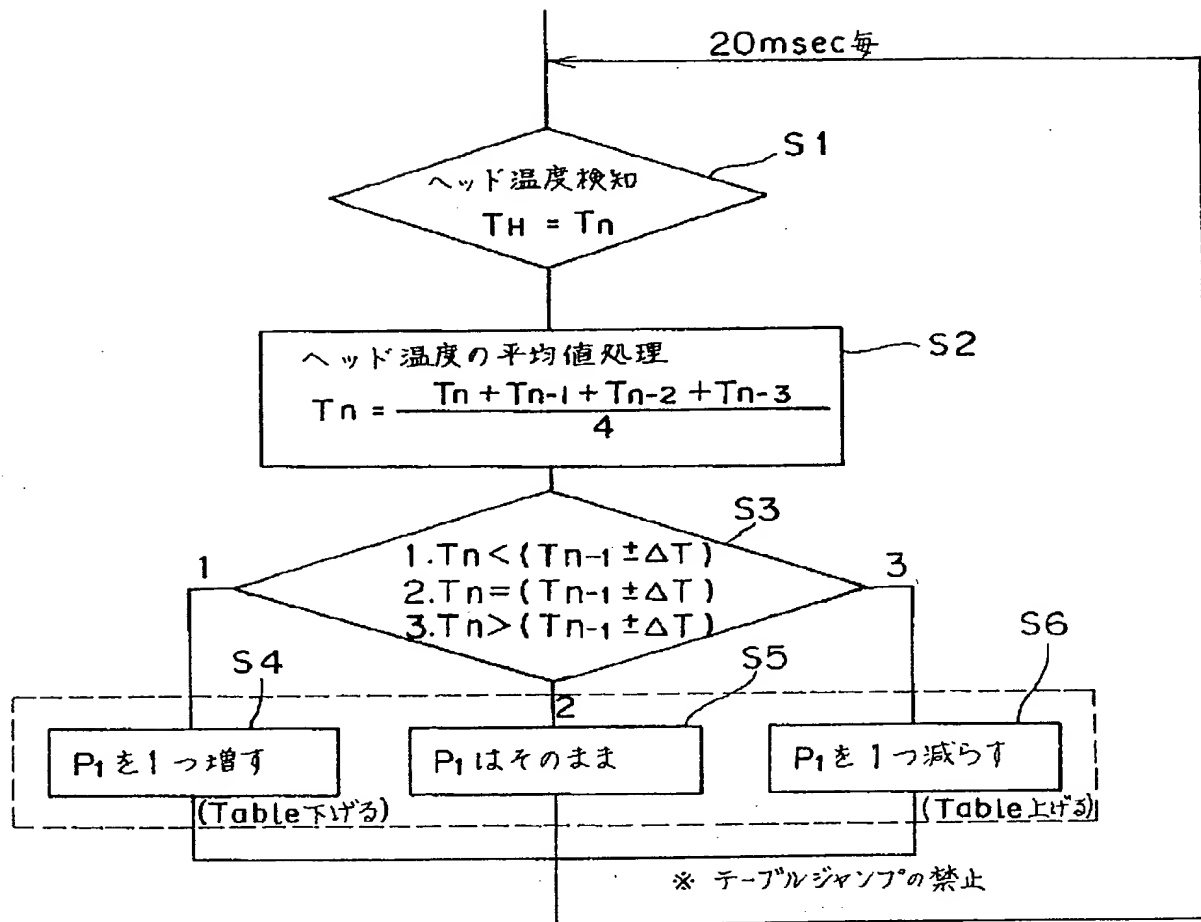 20msec毎
S1
ヘッド温度検知
TH = Tn
S2
ヘッド温度の平均値処理
Tn = (Tn + Tn-1 + Tn-2 + Tn-3) / 4
S3
1.Tn<(Tn-1±ΔT)
2.Tn=(Tn-1±ΔT)
3.Tn>(Tn-1±ΔT)
1
3
S4
S5
S6
2
P1を1つ増す
P1はそのまま
P1を1つ減らす
(Table下げる)
(Table上げる)
※ テーブルジャンプの禁止